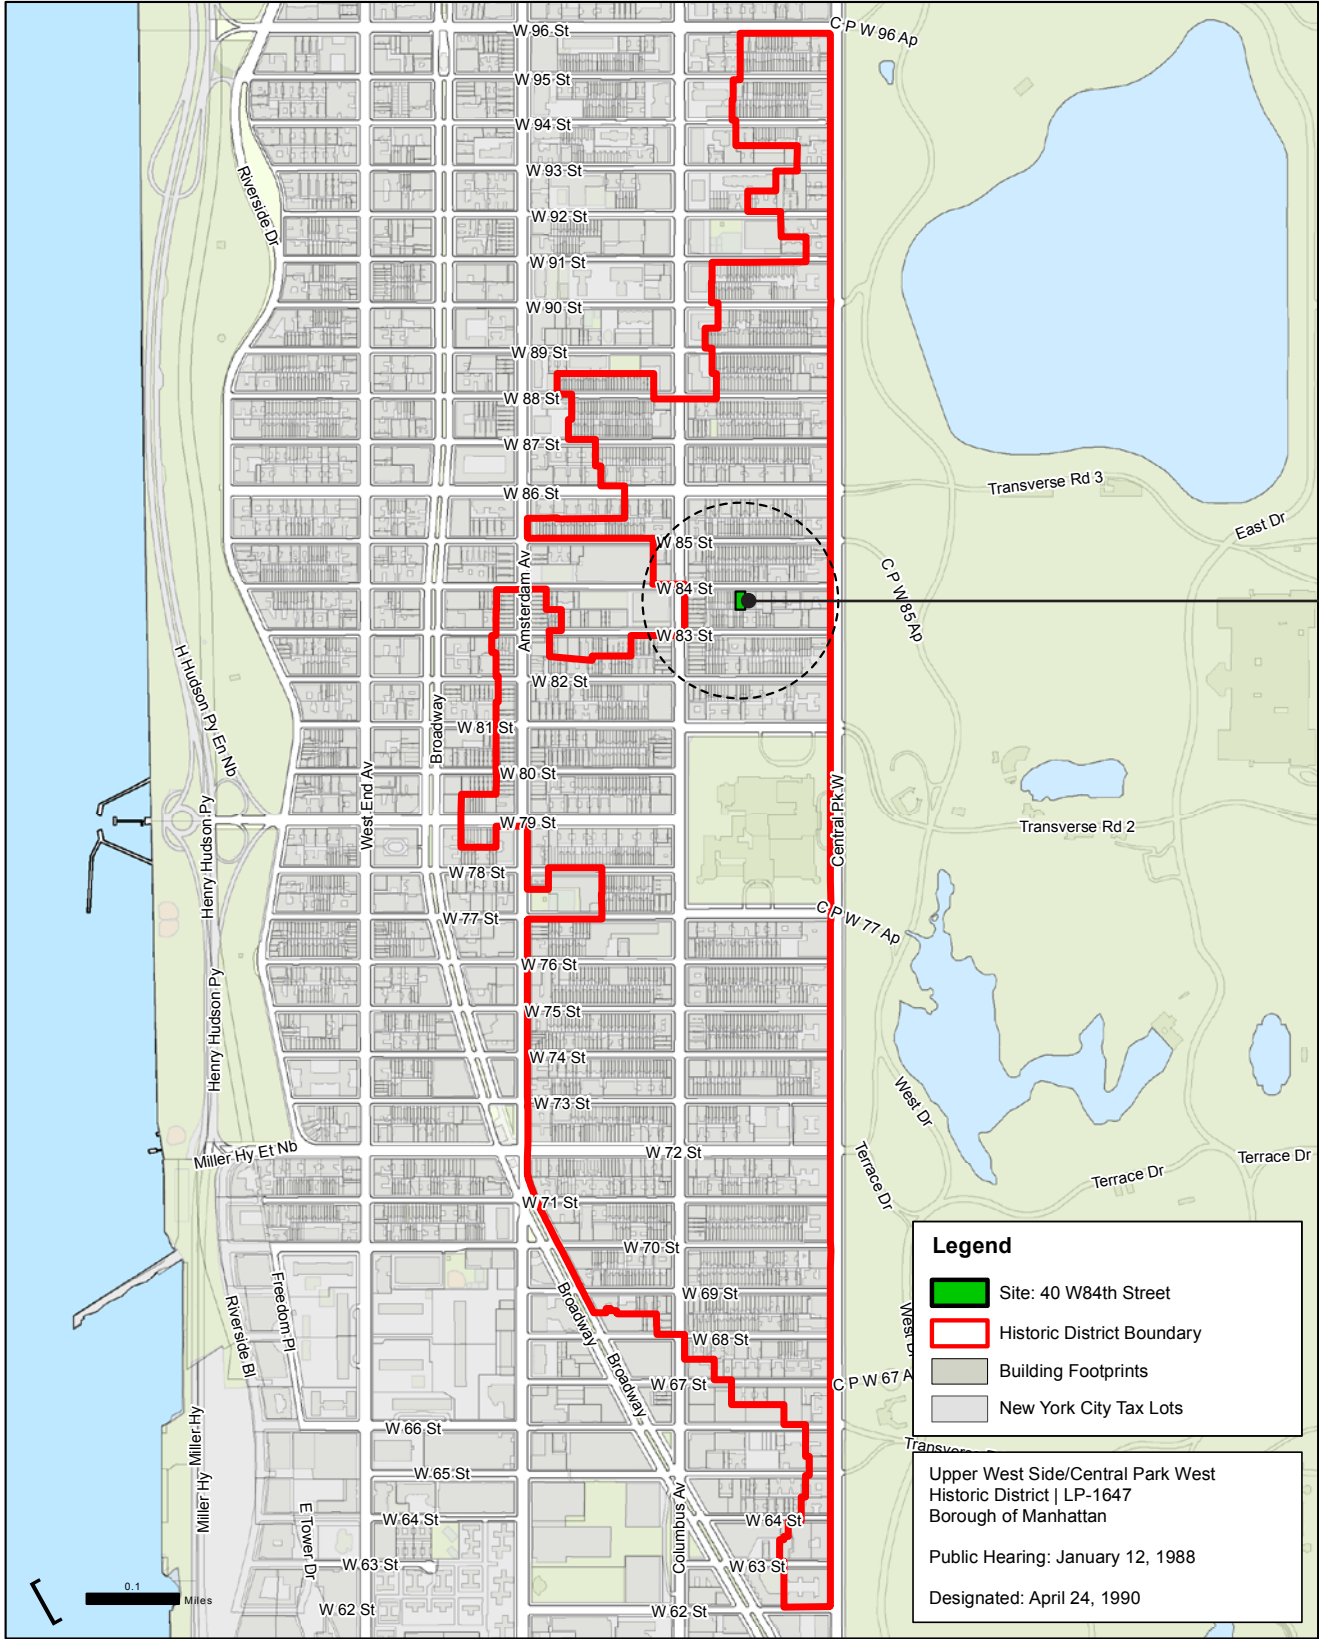 C P W 96 Ap
W 96 St
W 95 St
W 94 St
W 93 St
Riverside Dr
W 92 St
W 91 St
W 90 St
W 89 St
W 88 St
W 87 St
Transverse Rd 3
W 86 St
East Dr
W 85 St
Amsterdam Av
C P W 85 Ap
W 84 St
W 83 St
H Hudson Py En Nb
W 82 St
Broadway
W 81 St
West End Av
W 80 St
Central Pk W
Henry Hudson Py
W 79 St
Transverse Rd 2
W 78 St
W 77 St
C P W 77 Ap
W 76 St
Henry Hudson Py
W 75 St
W 74 St
West Dr
W 73 St
Miller Hy Et Nb
W 72 St
Terrace Dr
Terrace Dr
Terrace Dr
W 71 St
W 70 St
Freedom Pl
Riverside Bl
Broadway
W 69 St
West Dr
W 68 St
Broadway
W 67 St
C P W 67 A
Miller Hy
W 66 St
W 65 St
Miller Hy
E Tower Dr
W 64 St
Columbus Av
W 64 St
W 63 St
W 63 St
W 62 St
W 62 St
0.1
Miles
Legend
Site: 40 W84th Street
Historic District Boundary
Building Footprints
New York City Tax Lots
Upper West Side/Central Park West
Historic District | LP-1647
Borough of Manhattan
Public Hearing: January 12, 1988
Designated: April 24, 1990